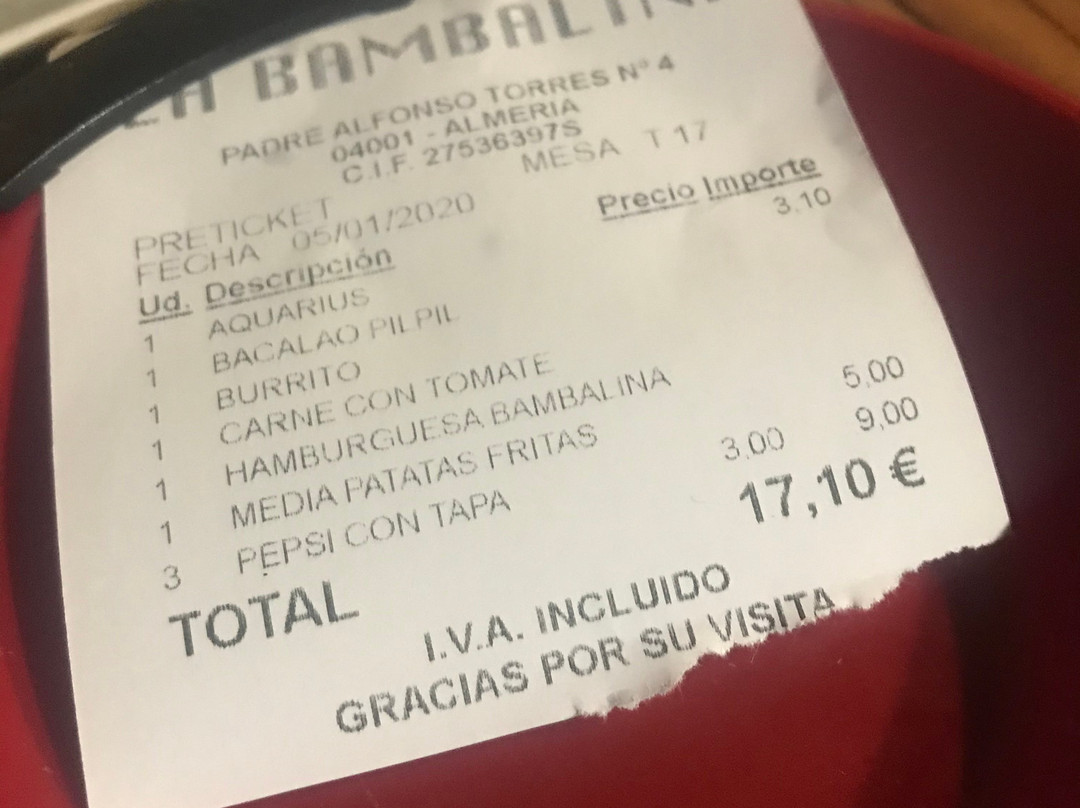 LA BAMBALIN
PADRE ALFONSO TORRES Nº 4
04001 - ALMERIA
C.I.F. 27536397S
PRETICKET MESA T 17
FECHA 05/01/2020
Ud. Descripción Precio Importe
1 AQUARIUS 3.10
1 BACALAO PILPIL
1 BURRITO
1 CARNE CON TOMATE
1 HAMBURGUESA BAMBALINA
1 MEDIA PATATAS FRITAS 5,00
3 PEPSI CON TAPA 3,00 9,00
TOTAL 17,10 €
I.V.A. INCLUIDO
GRACIAS POR SU VISITA